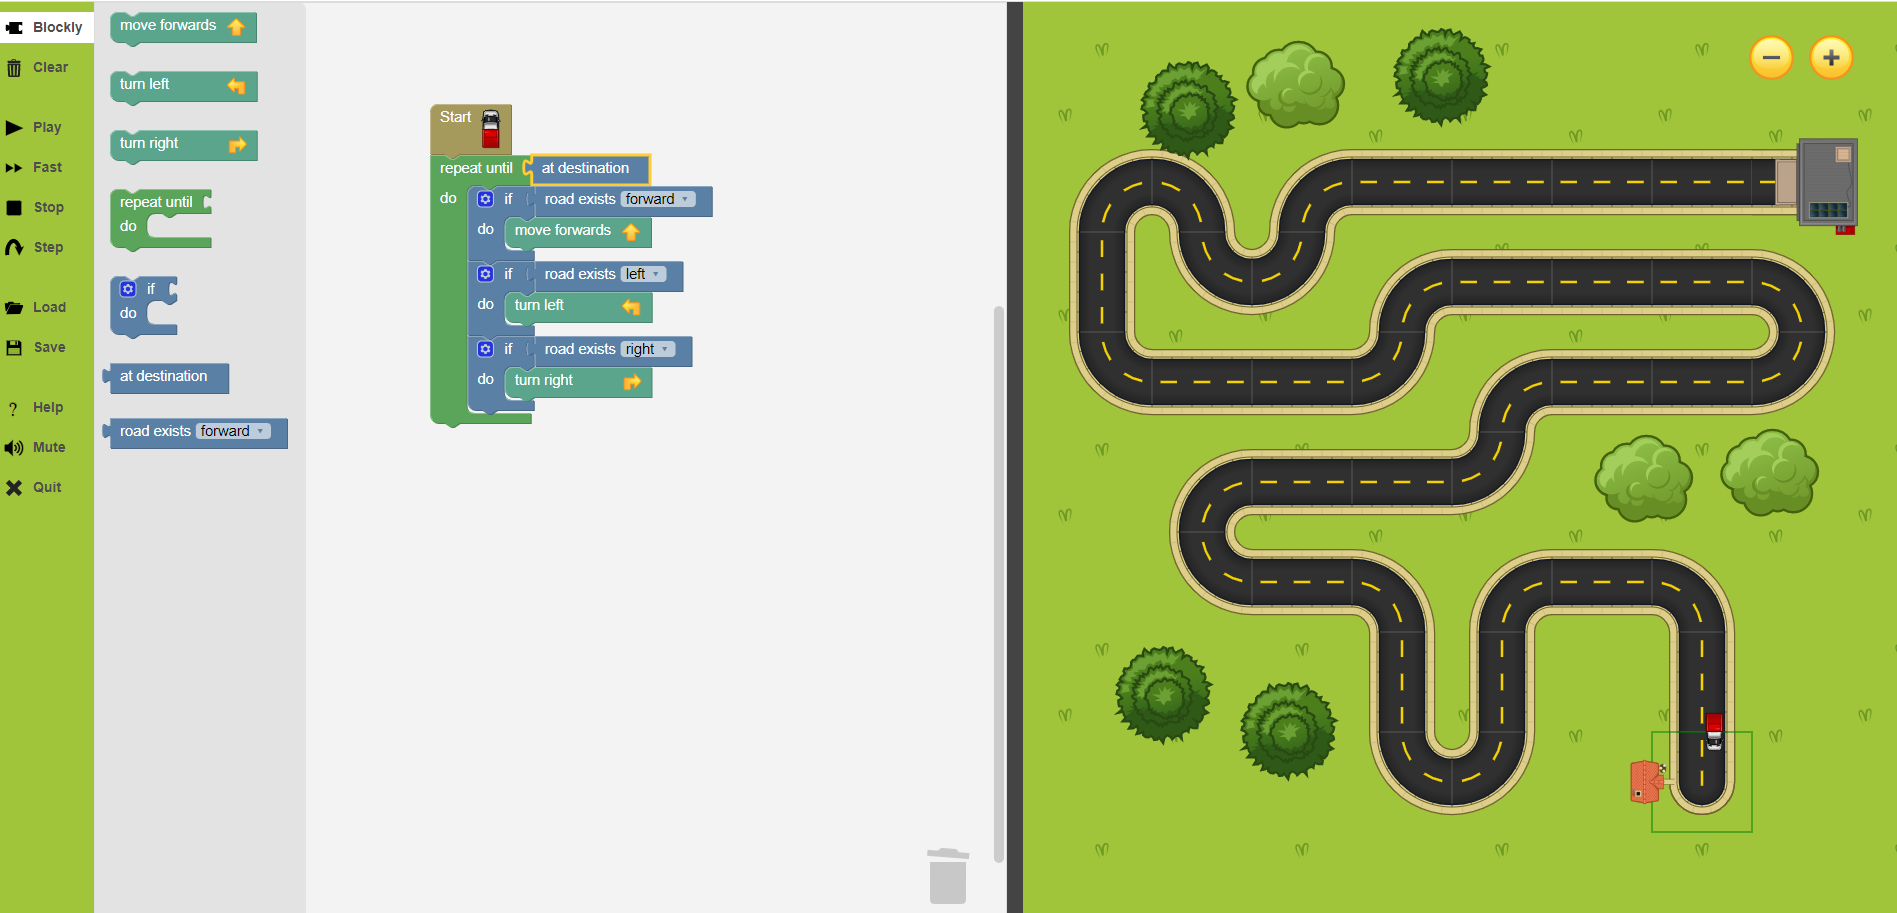 Blockly
Clear
Play
Fast
Stop
Step
Load
Save
? Help
Mute
Quit
move forwards
turn left
turn right
repeat until
do
if
do
at destination
road exists forward
Start
repeat until at destination
do if road exists forward
do move forwards
if road exists left
do turn left
if road exists right
do turn right